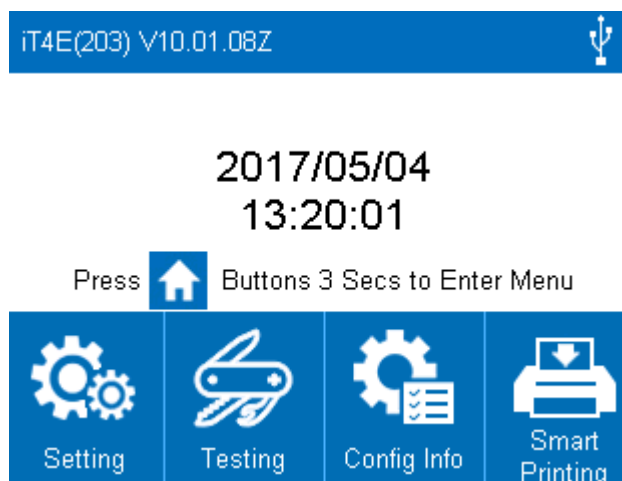 iT4E(203) V10.01.08Z
2017/05/04
13:20:01
Press Buttons 3 Secs to Enter Menu
Setting
Testing
Config Info
Smart
Printing